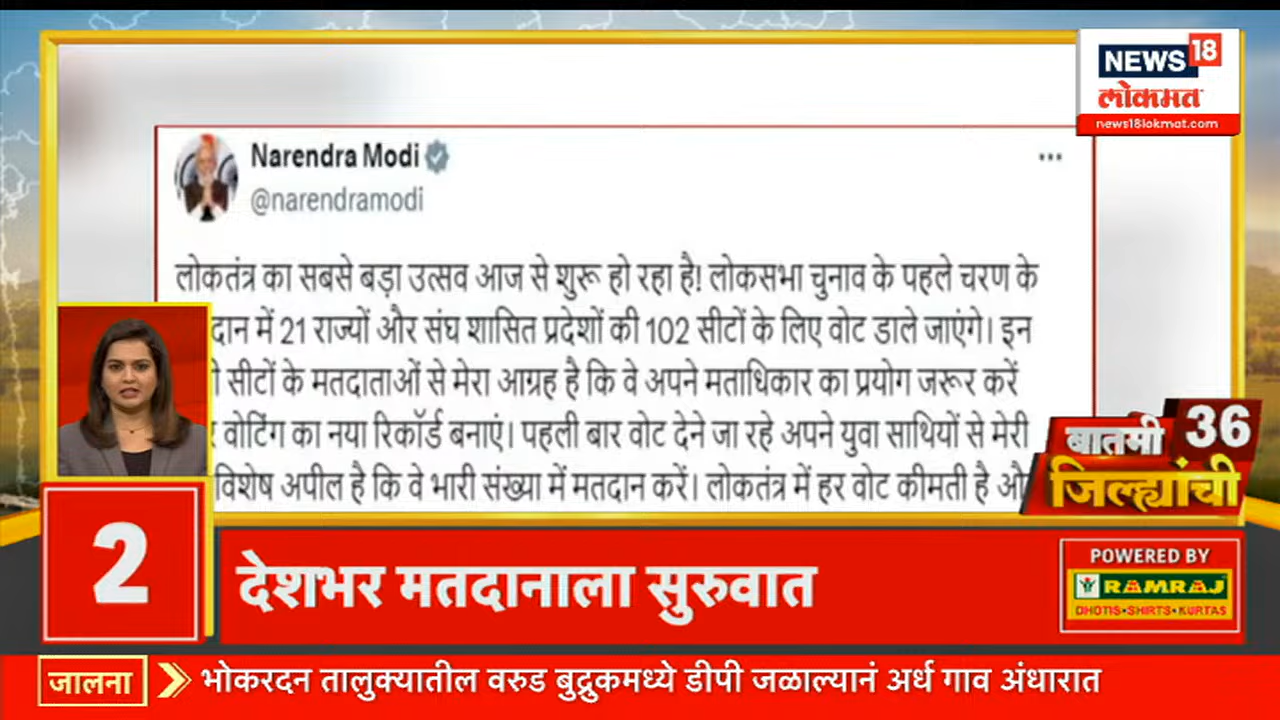 NEWS 18
लोकमत
news18lokmat.com
Narendra Modi
@narendramodi
लोकतंत्र का सबसे बड़ा उत्सव आज से शुरू हो रहा है! लोकसभा चुनाव के पहले चरण के
दान में 21 राज्यों और संघ शासित प्रदेशों की 102 सीटों के लिए वोट डाले जाएंगे। इन
सीटों के मतदाताओं से मेरा आग्रह है कि वे अपने मताधिकार का प्रयोग जरूर करें
वोटिंग का नया रिकॉर्ड बनाएं। पहली बार वोट देने जा रहे अपने युवा साथियों से मेरी
विशेष अपील है कि वे भारी संख्या में मतदान करें। लोकतंत्र में हर वोट कीमती है
बातमी 36
जिल्ह्यांची
2
देशभर मतदानाला सुरुवात
POWERED BY
RAMRAJ
DHOTIS•SHIRTS•KURTAS
जालना
भोकरदन तालुक्यातील वरुड बुद्रुकमध्ये डीपी जळाल्यानं अर्ध गाव अंधारात